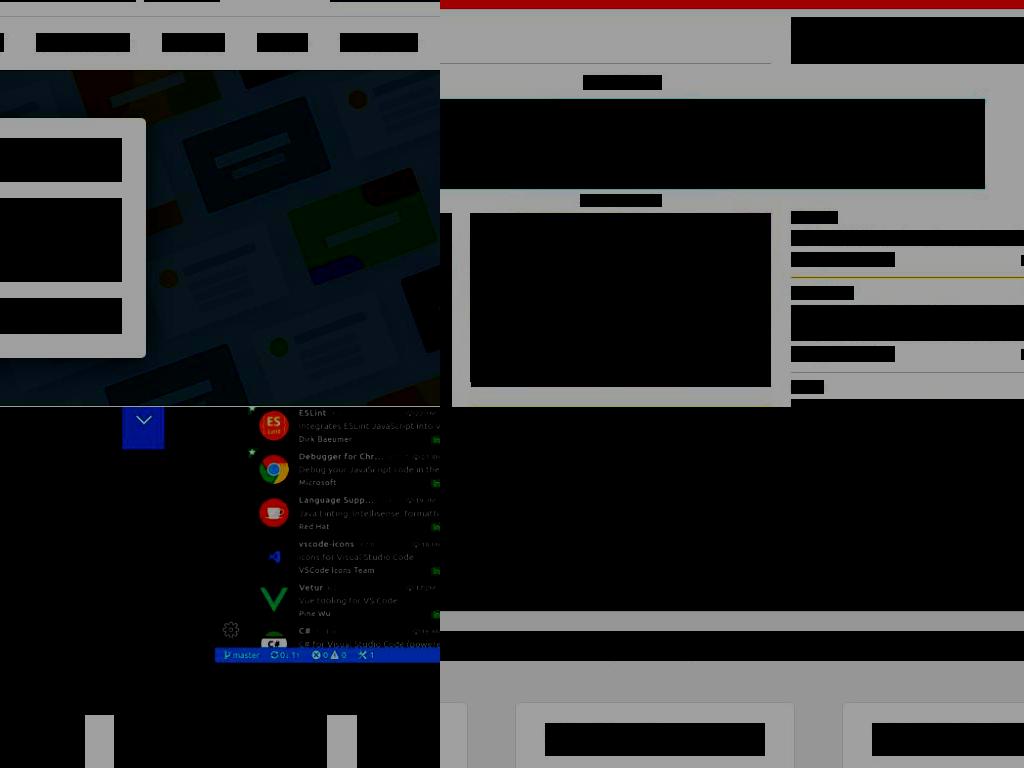 ESLint
ES
Lint
Integrates ESLint JavaScript into v
Dirk Baeumer
Debugger for Chr...
Debug your JavaScript code in the
Microsoft
Language Supp...
Java Linting, Intellisense, formatti
Red Hat
vscode-icons
Icons for Visual Studio Code
VSCode Icons Team
Vetur
Vue tooling for VS Code
Pine Wu
C#
C#
C# for Visual Studio Code (powere
master 0↓ 1↑ 0 0 1